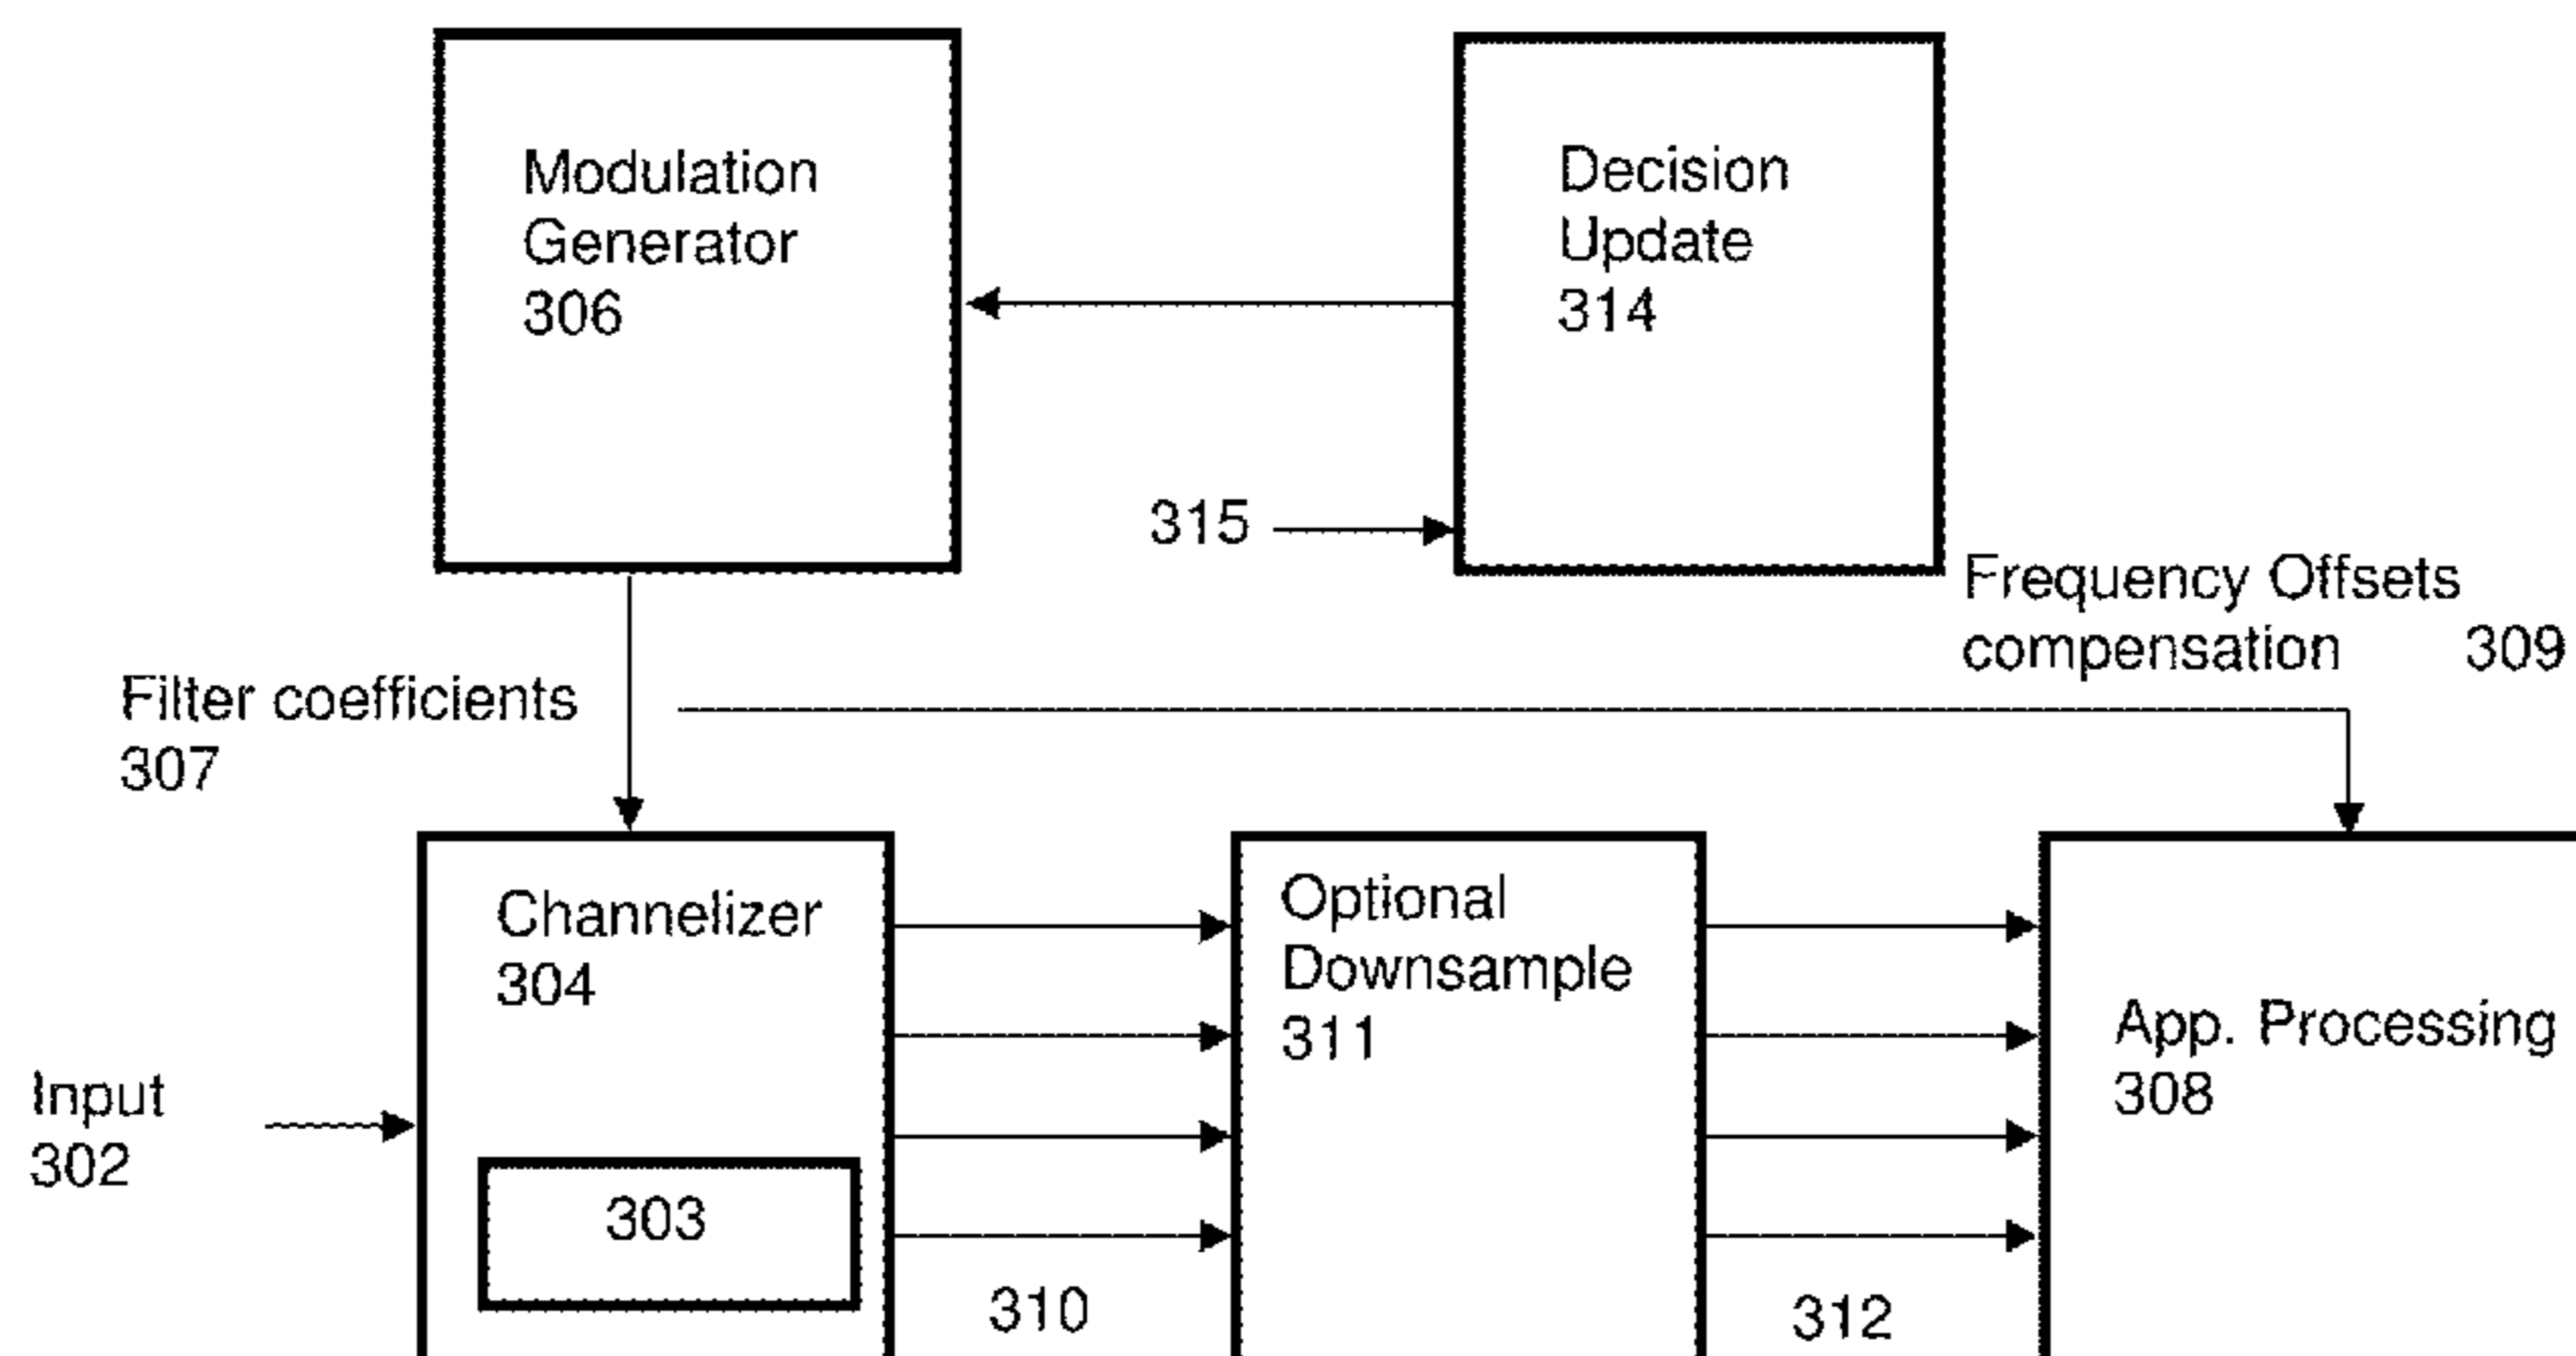 Modulation
Generator
306
Decision
Update
314
315
Frequency Offsets
compensation 309
Filter coefficients
307
Channelizer
304
Optional
Downsample
311
App. Processing
308
Input
302
303
310
312